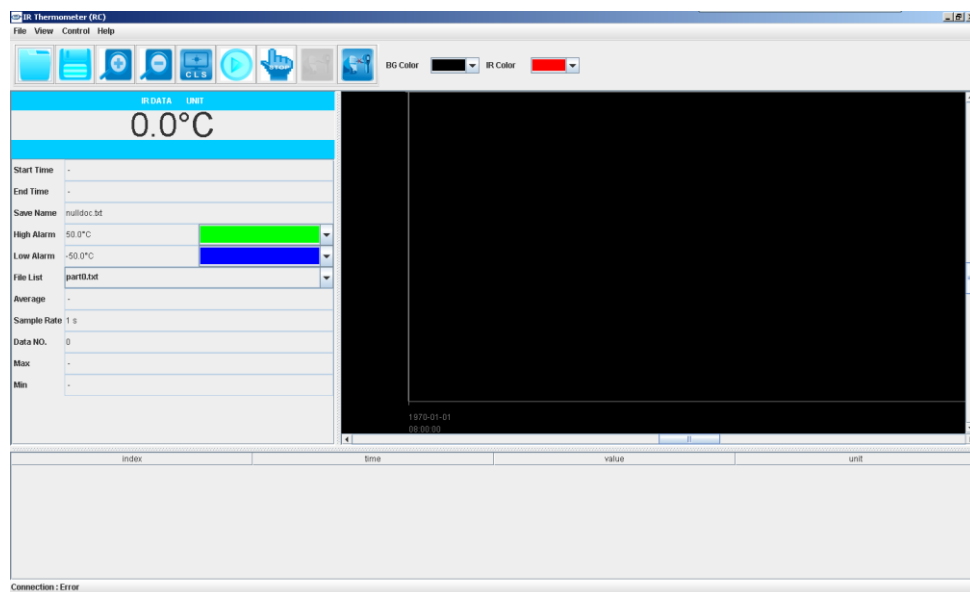 IR Thermometer (RC)
File View Control Help
CLS
STOP
BG Color
IR Color
IR DATA UNIT
0.0°C
Start Time -
End Time -
Save Name nulldoc.txt
High Alarm 50.0°C
Low Alarm -50.0°C
File List part0.txt
Average -
Sample Rate 1 s
Data NO. 0
Max -
Min -
1970-01-01
08:00:00
index time value unit
Connection : Error